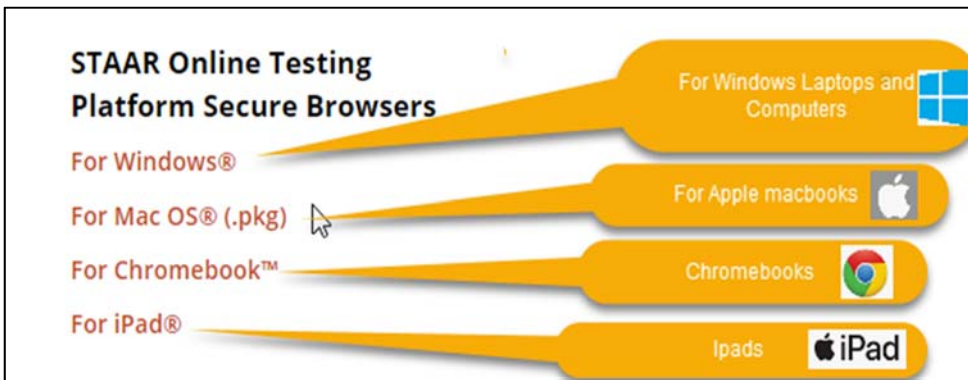 STAAR Online Testing
Platform Secure Browsers
For Windows®
For Mac OS® (.pkg)
For Chromebook™
For iPad®
For Windows Laptops and
Computers
For Apple macbooks
Chromebooks
Ipads
iPad